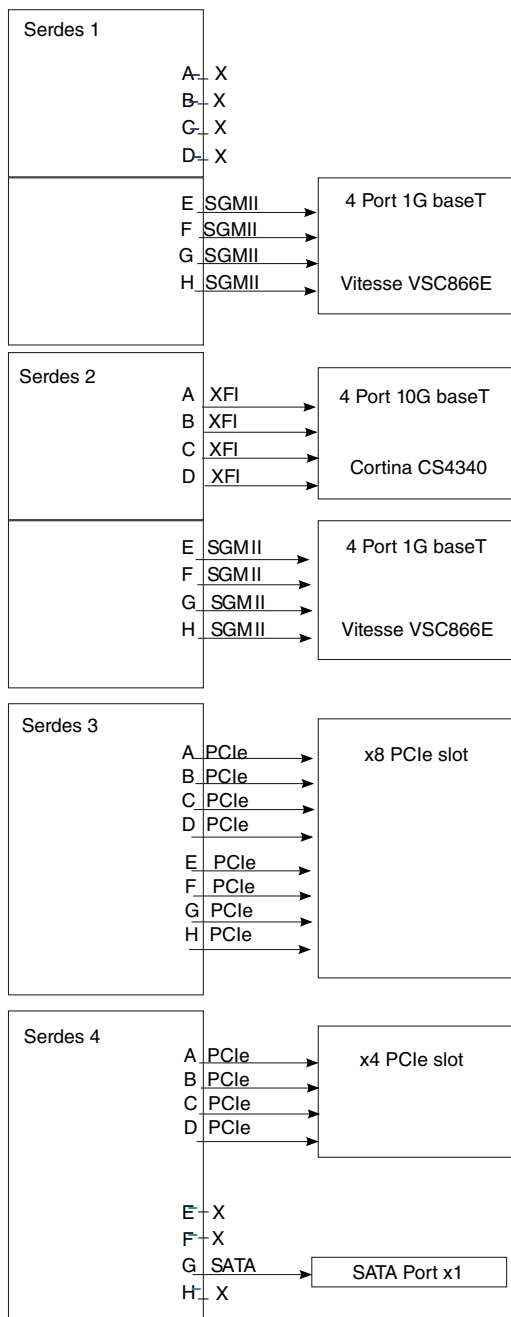 Serdes 1
A X
B X
C X
D X
E SGMII
F SGMII
G SGMII
H SGMII
4 Port 1G baseT
Vitesse VSC866E
Serdes 2
A XFI
B XFI
C XFI
D XFI
4 Port 10G baseT
Cortina CS4340
E SGMII
F SGMII
G SGMII
H SGMII
4 Port 1G baseT
Vitesse VSC866E
Serdes 3
A PCIe
B PCIe
C PCIe
D PCIe
E PCIe
F PCIe
G PCIe
H PCIe
x8 PCIe slot
Serdes 4
A PCIe
B PCIe
C PCIe
D PCIe
x4 PCIe slot
E X
F X
G SATA
H X
SATA Port x1